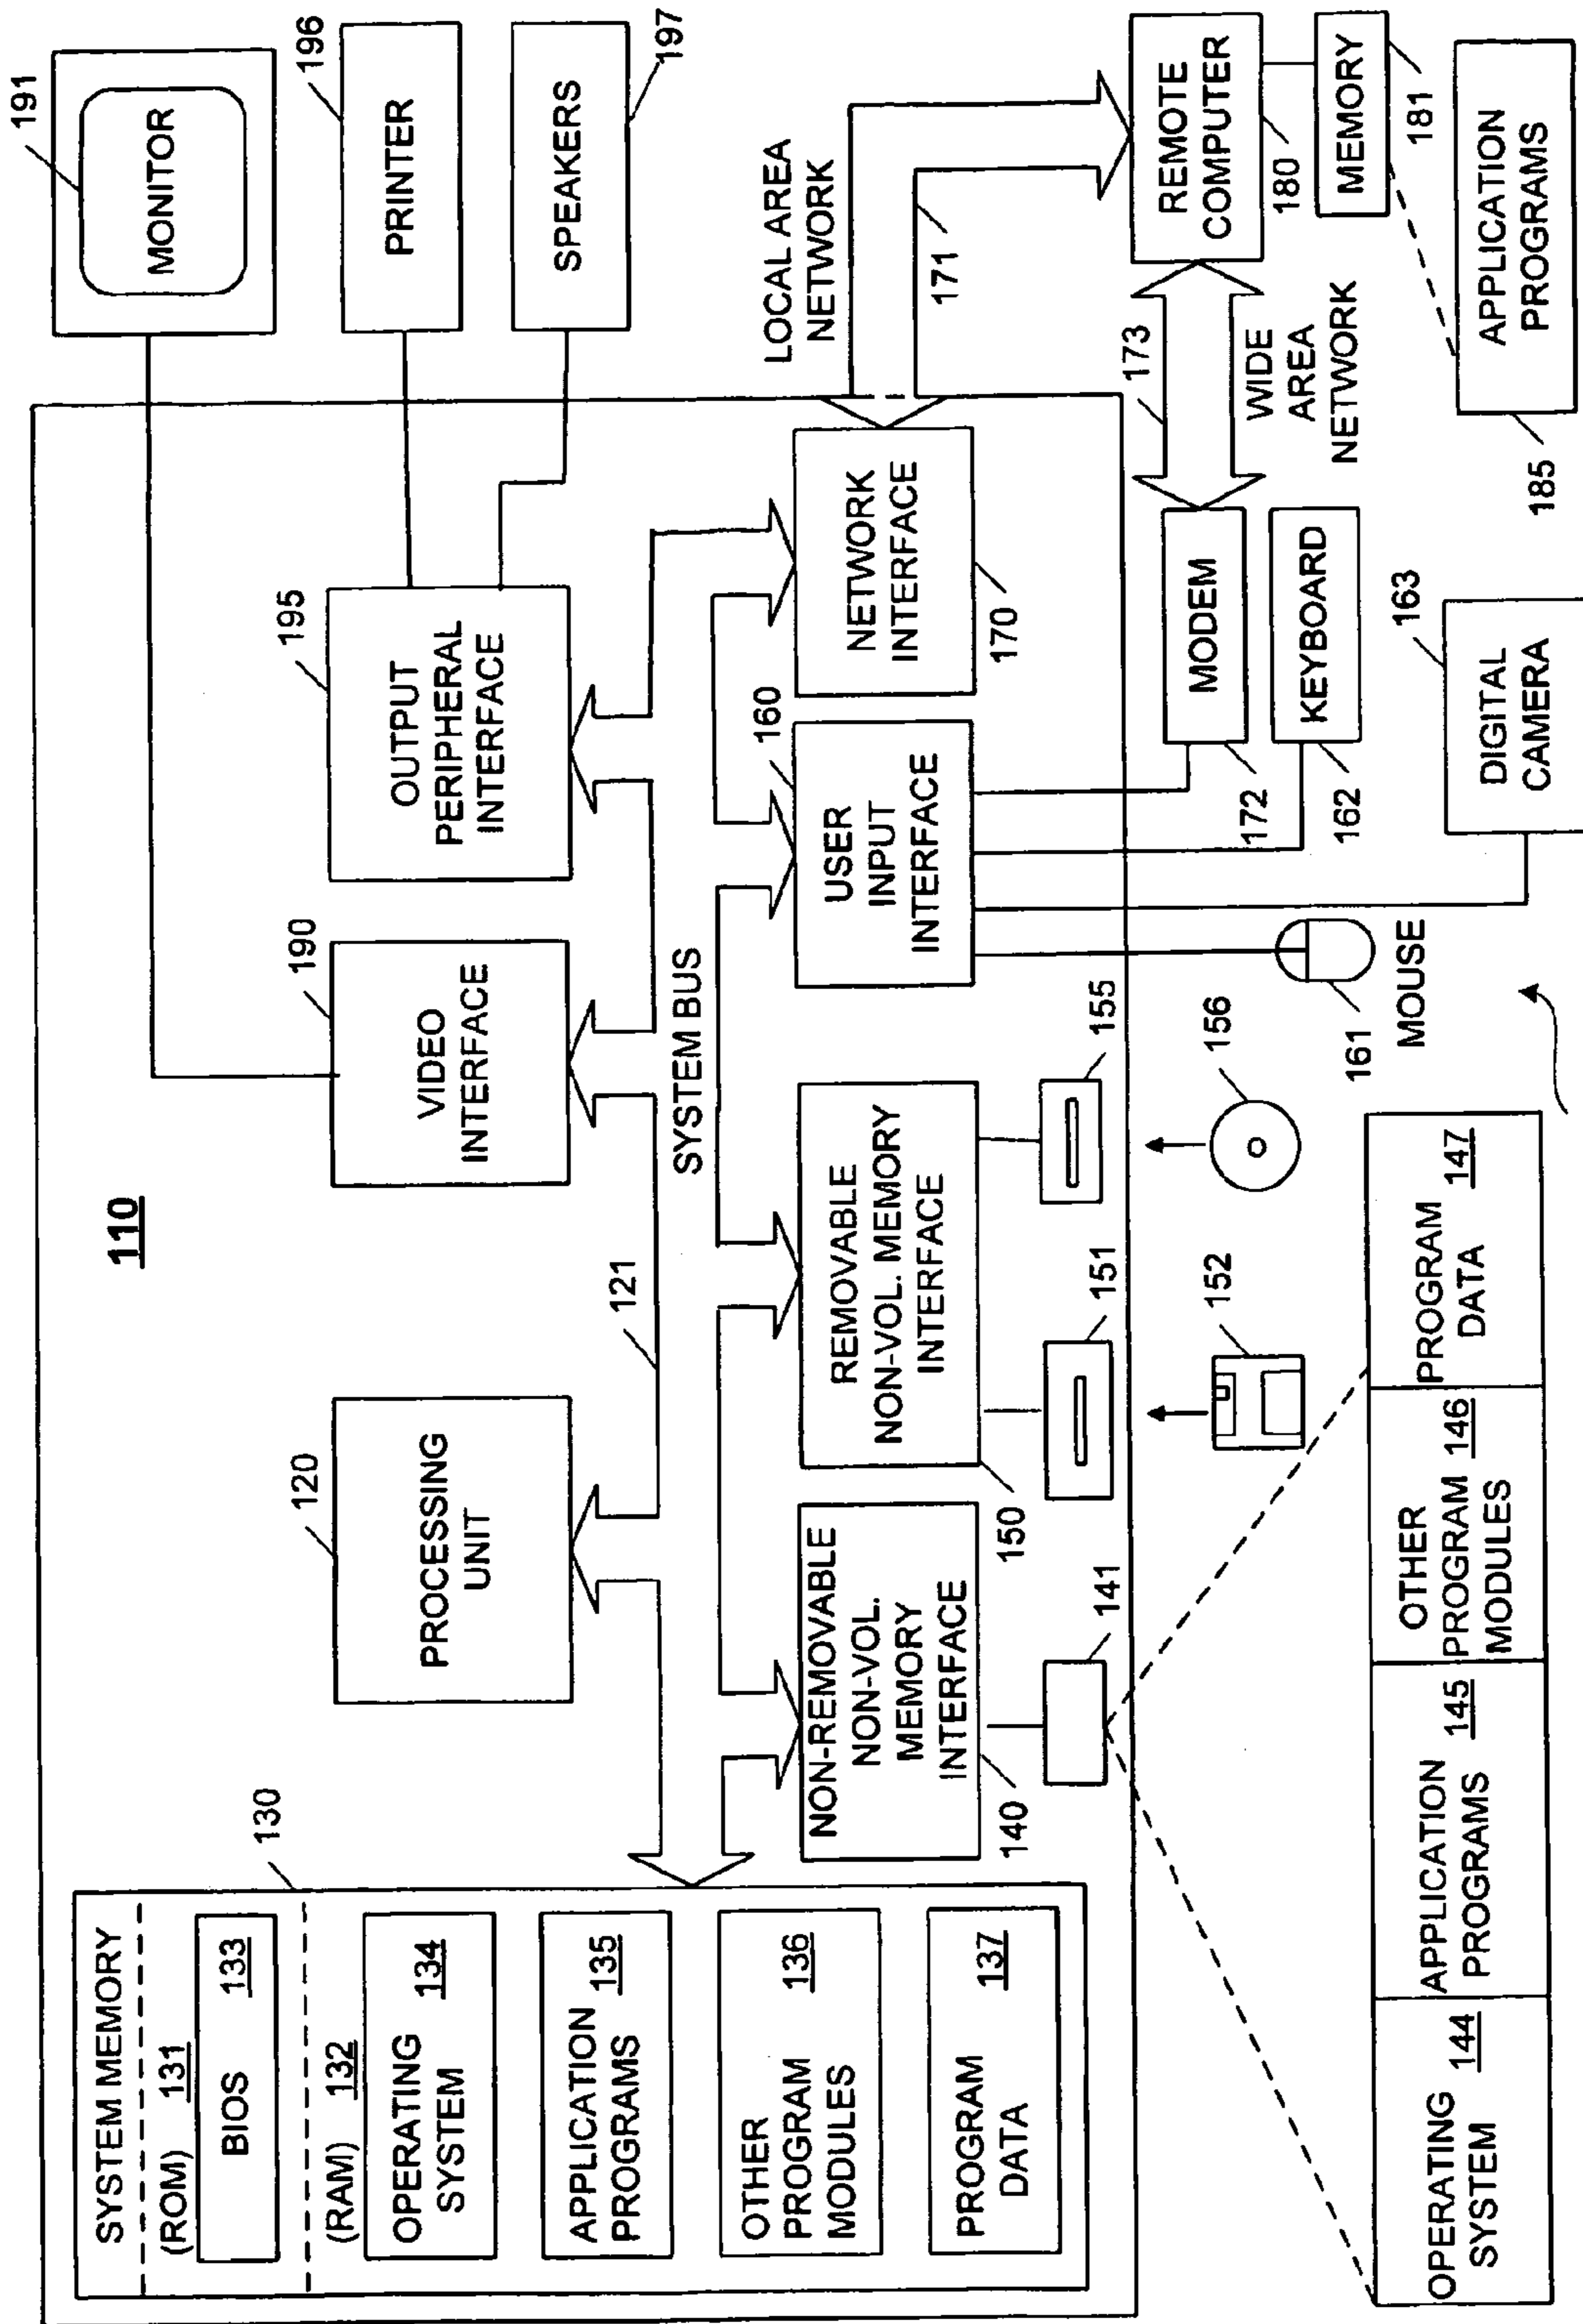 110
SYSTEM MEMORY
(ROM) 131
BIOS 133
(RAM) 132
OPERATING
SYSTEM 134
APPLICATION
PROGRAMS 135
OTHER
PROGRAM
MODULES 136
PROGRAM
DATA 137
130
120
PROCESSING
UNIT
121
SYSTEM BUS
190
VIDEO
INTERFACE
195
OUTPUT
PERIPHERAL
INTERFACE
191
MONITOR
196
PRINTER
SPEAKERS
197
NON-REMOVABLE
NON-VOL.
MEMORY
INTERFACE
140
141
REMOVABLE
NON-VOL. MEMORY
INTERFACE
150
151
152
155
156
160
USER
INPUT
INTERFACE
NETWORK
INTERFACE
170
LOCAL AREA
NETWORK
171
173
WIDE
AREA
NETWORK
MODEM
172
KEYBOARD
162
163
DIGITAL
CAMERA
161
MOUSE
REMOTE
COMPUTER
180
MEMORY
181
APPLICATION
PROGRAMS
185
OPERATING
SYSTEM 144
APPLICATION
PROGRAMS 145
OTHER
PROGRAM 146
MODULES
PROGRAM
DATA 147